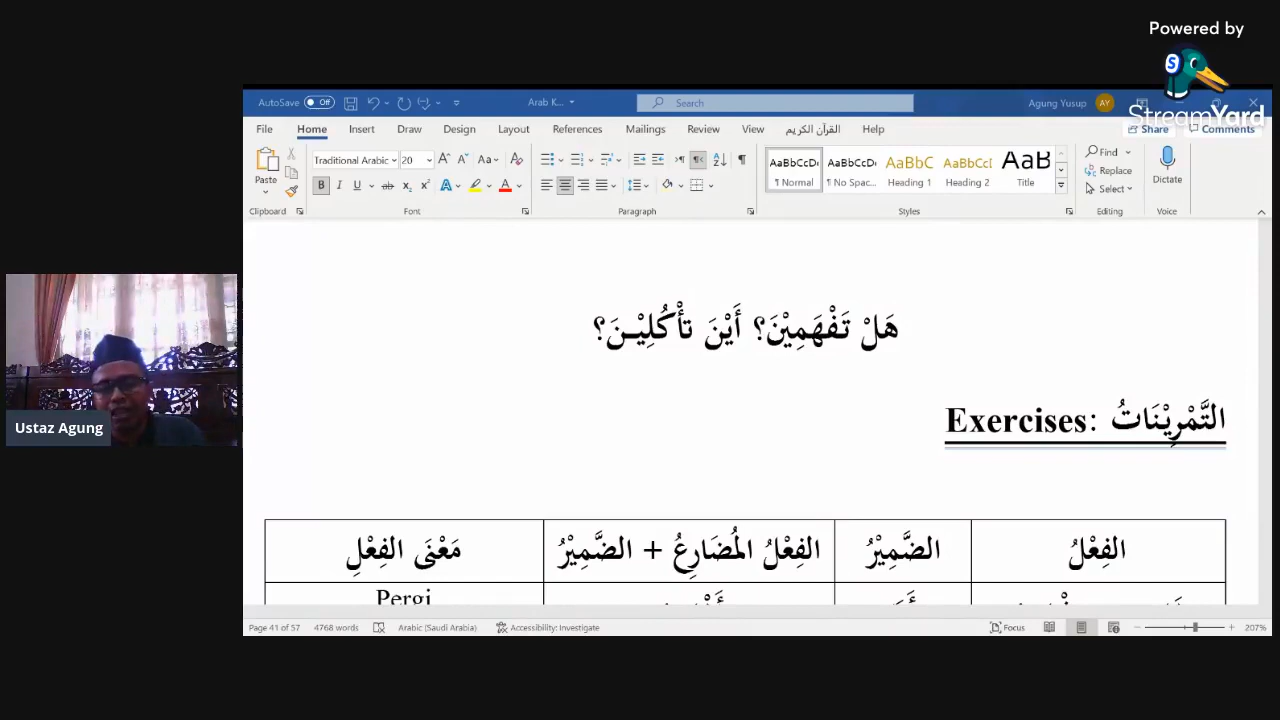 Powered by
StreamYard
AutoSave Off
Arab K...
Search
Agung Yusup AY
File Home Insert Draw Design Layout References Mailings Review View القرآن الكريم Help Share Comments
Paste
Traditional Arabic 20
AaBbCcDc AaBbCcDc AaBbC AaBbCcI AaB
¶ Normal ¶ No Spac... Heading 1 Heading 2 Title
Find
Replace
Select
Dictate
Clipboard Font Paragraph Styles Editing Voice
هَلْ تَفْهَمِيْنَ؟ أَيْنَ تأْكُلِيْـنَ؟
التَّمْرِيْنَاتُ :Exercises
الفِعْلُ الضَّمِيْرُ الفِعْلُ المُضَارِعُ + الضَّمِيْرُ مَعْنَى الفِعْلِ
Pergi
Ustaz Agung
Page 41 of 57 4768 words Arabic (Saudi Arabia) Accessibility: Investigate Focus 207%